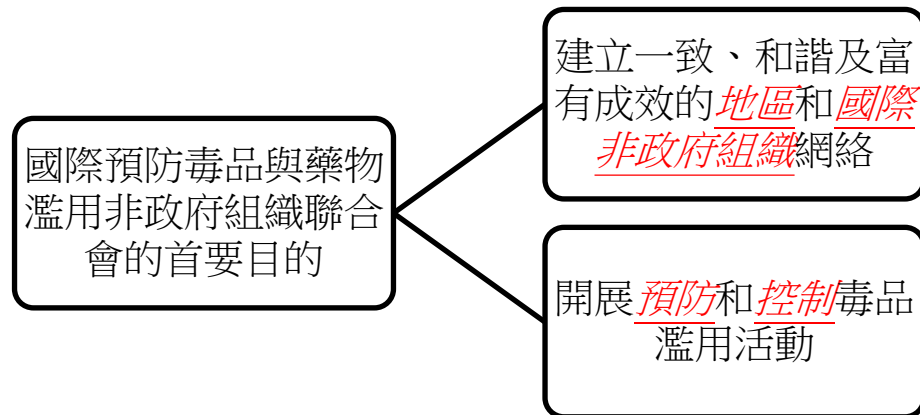 國際預防毒品與藥物
濫用非政府組織聯合
會的首要目的
建立一致、和諧及富
有成效的地區和國際
非政府組織網絡
開展預防和控制毒品
濫用活動